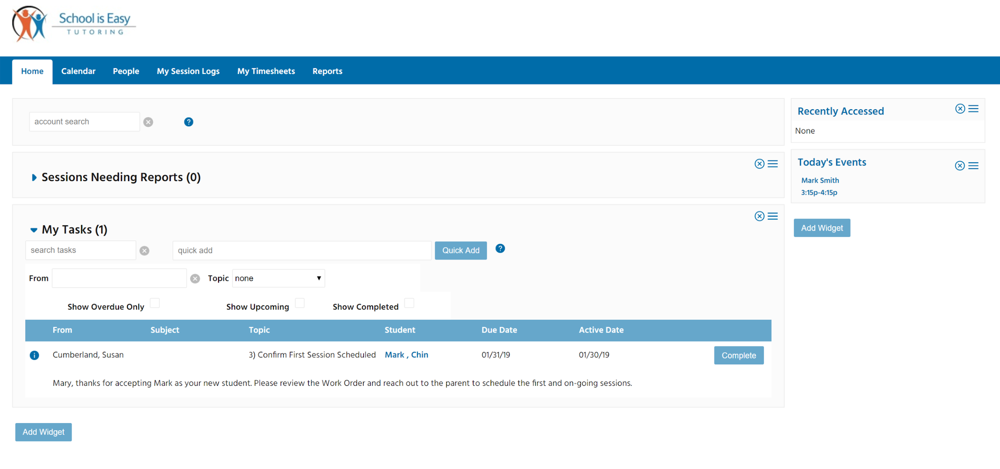 School is Easy
TUTORING
Home Calendar People My Session Logs My Timesheets Reports
account search
?
Sessions Needing Reports (0)
My Tasks (1)
search tasks quick add Quick Add ?
From Topic none
Show Overdue Only Show Upcoming Show Completed
From Subject Topic Student Due Date Active Date
i Cumberland, Susan 3) Confirm First Session Scheduled Mark , Chin 01/31/19 01/30/19 Complete
Mary, thanks for accepting Mark as your new student. Please review the Work Order and reach out to the parent to schedule the first and on-going sessions.
Add Widget
Recently Accessed
None
Today's Events
Mark Smith
3:15p-4:15p
Add Widget